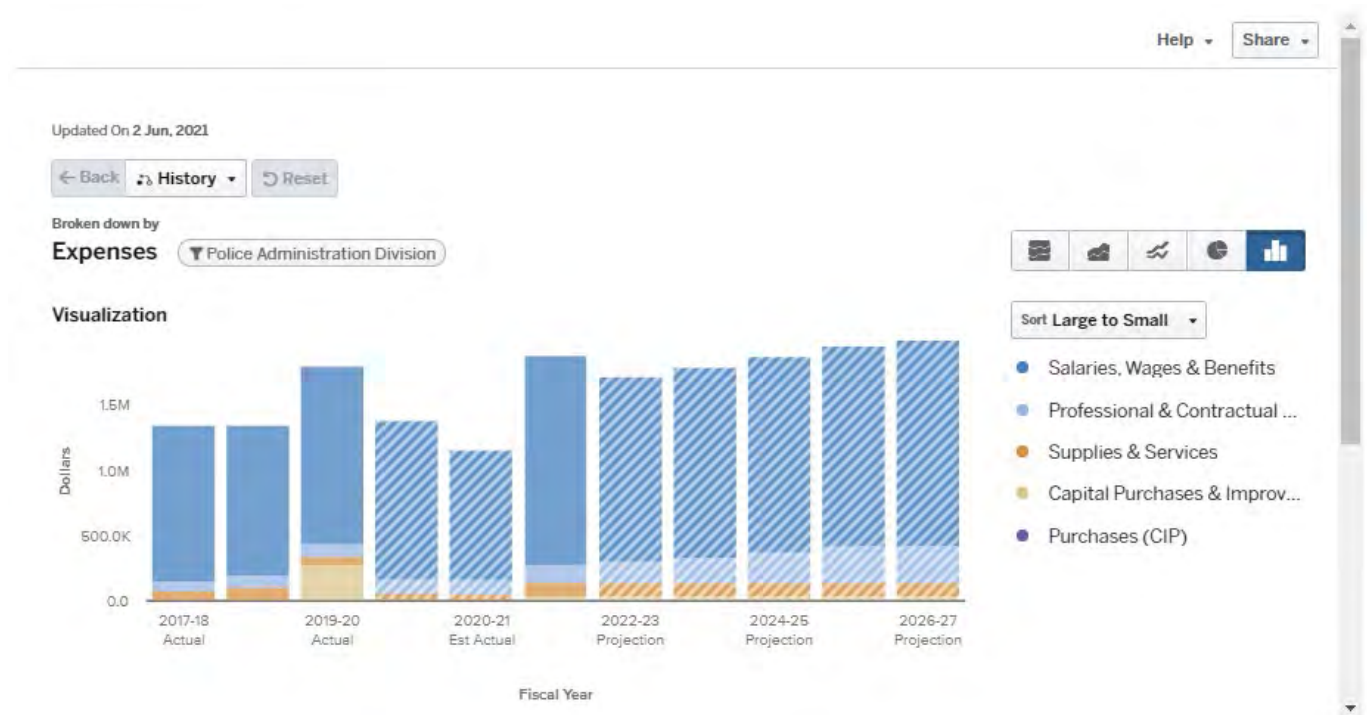 Help
Share
Updated On 2 Jun, 2021
← Back
History
Reset
Broken down by
Expenses
Police Administration Division
Visualization
Sort Large to Small
Salaries, Wages & Benefits
Professional & Contractual ...
Supplies & Services
Capital Purchases & Improv...
Purchases (CIP)
Dollars
1.5M
1.0M
500.0K
0.0
2017-18
Actual
2019-20
Actual
2020-21
Est Actual
2022-23
Projection
2024-25
Projection
2026-27
Projection
Fiscal Year